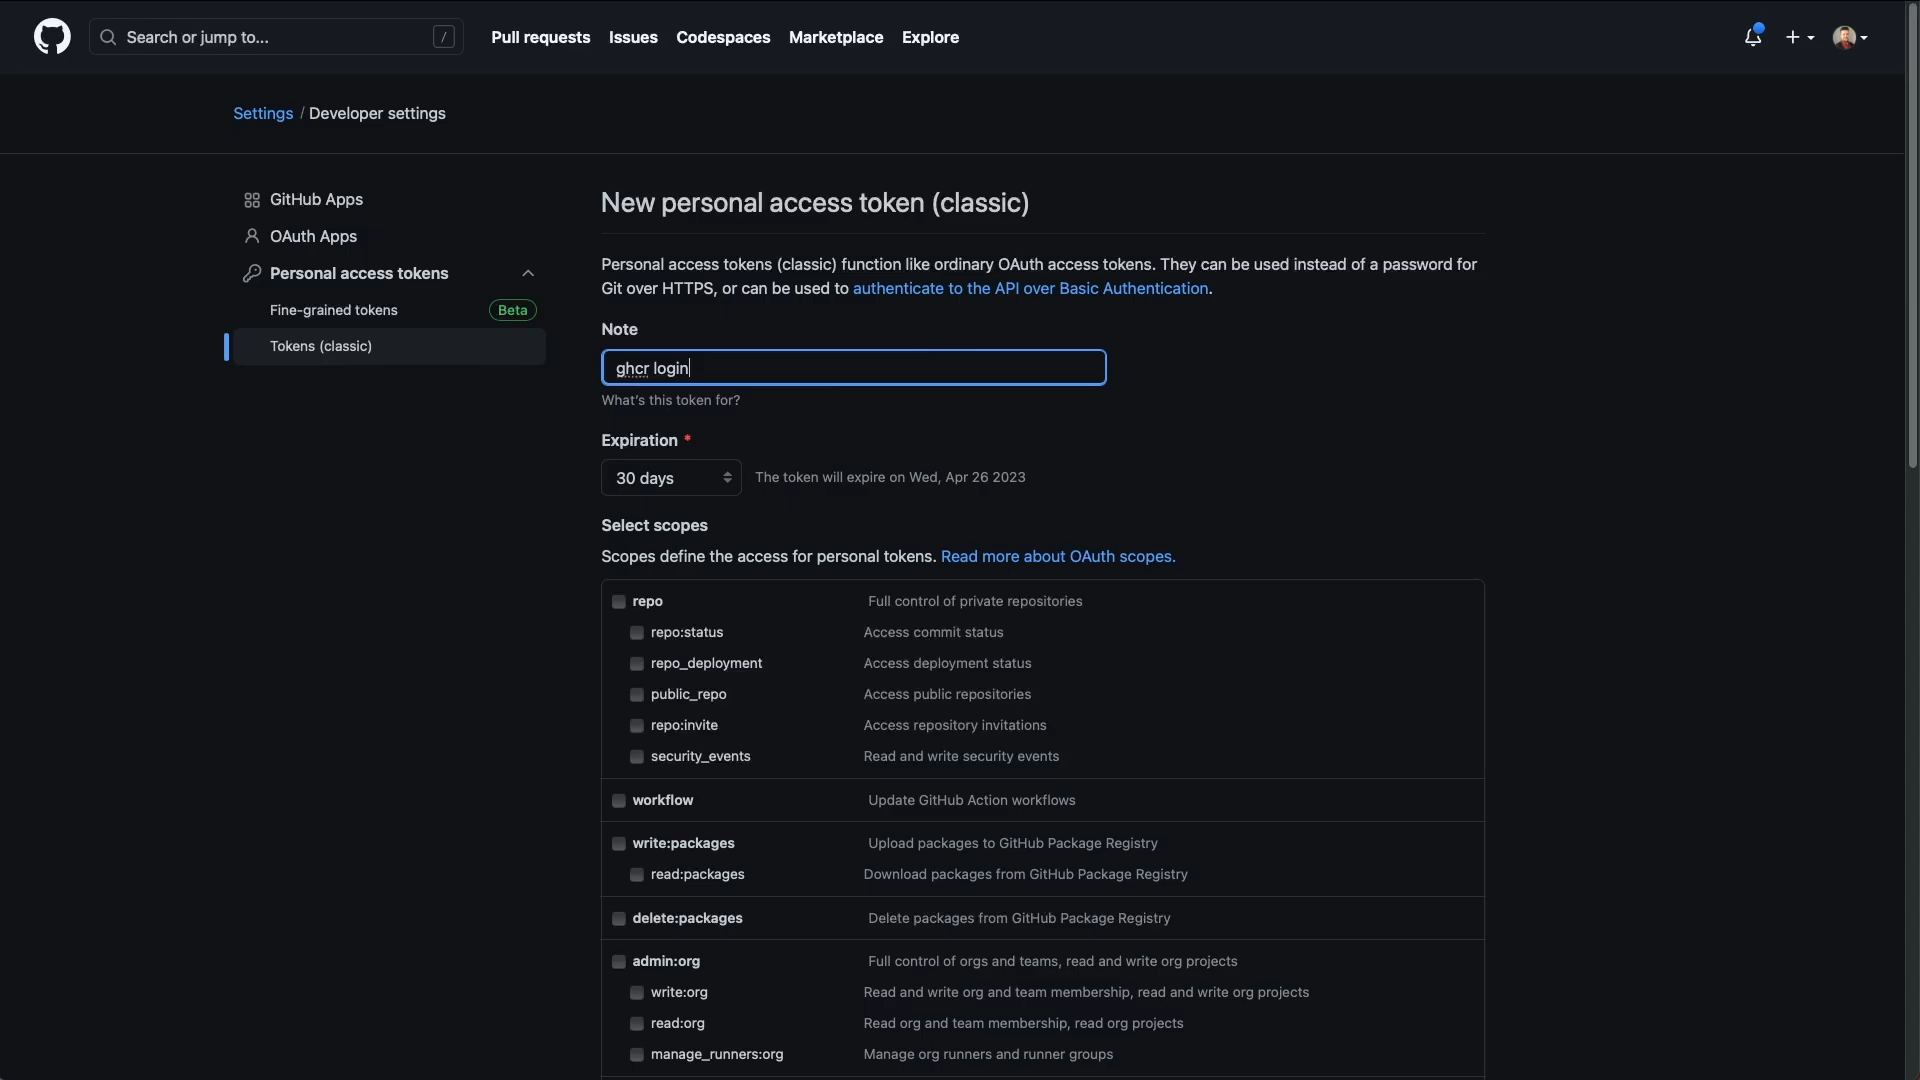 Search or jump to... /
Pull requests Issues Codespaces Marketplace Explore
Settings / Developer settings
GitHub Apps
OAuth Apps
Personal access tokens
Fine-grained tokens Beta
Tokens (classic)
New personal access token (classic)
Personal access tokens (classic) function like ordinary OAuth access tokens. They can be used instead of a password for
Git over HTTPS, or can be used to authenticate to the API over Basic Authentication.
Note
ghcr login
What's this token for?
Expiration *
30 days The token will expire on Wed, Apr 26 2023
Select scopes
Scopes define the access for personal tokens. Read more about OAuth scopes.
repo Full control of private repositories
repo:status Access commit status
repo_deployment Access deployment status
public_repo Access public repositories
repo:invite Access repository invitations
security_events Read and write security events
workflow Update GitHub Action workflows
write:packages Upload packages to GitHub Package Registry
read:packages Download packages from GitHub Package Registry
delete:packages Delete packages from GitHub Package Registry
admin:org Full control of orgs and teams, read and write org projects
write:org Read and write org and team membership, read and write org projects
read:org Read org and team membership, read org projects
manage_runners:org Manage org runners and runner groups